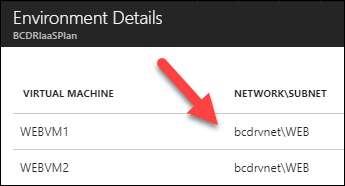 Environment Details
BCDRIaaSPlan
VIRTUAL MACHINE NETWORK\SUBNET
WEBVM1 bcdrvnet\WEB
WEBVM2 bcdrvnet\WEB